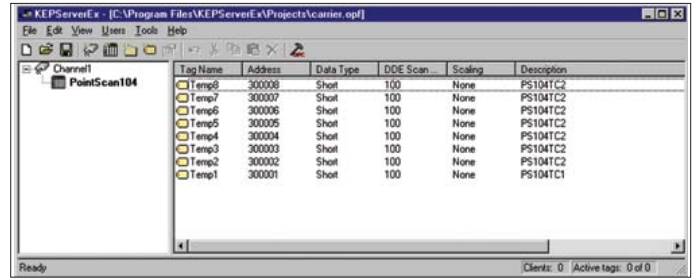 KEPServerEx - [C:\Program Files\KEPServerEx\Projects\carrier.opf]
File Edit View Users Tools Help
Channel1
PointScan104
Tag Name Address Data Type DDE Scan ... Scaling Description
Temp8 300008 Short 100 None PS104TC2
Temp7 300007 Short 100 None PS104TC2
Temp6 300006 Short 100 None PS104TC2
Temp5 300005 Short 100 None PS104TC2
Temp4 300004 Short 100 None PS104TC2
Temp3 300003 Short 100 None PS104TC2
Temp2 300002 Short 100 None PS104TC2
Temp1 300001 Short 100 None PS104TC1
Ready Clients: 0 Active tags: 0 of 0